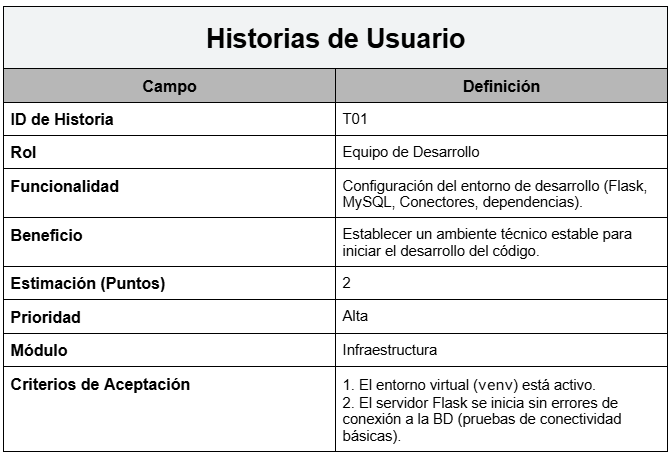 Historias de Usuario
Campo
Definición
ID de Historia
T01
Rol
Equipo de Desarrollo
Funcionalidad
Configuración del entorno de desarrollo (Flask,
MySQL, Conectores, dependencias).
Beneficio
Establecer un ambiente técnico estable para
iniciar el desarrollo del código.
Estimación (Puntos)
2
Prioridad
Alta
Módulo
Infraestructura
Criterios de Aceptación
1. El entorno virtual (venv) está activo.
2. El servidor Flask se inicia sin errores de
conexión a la BD (pruebas de conectividad
básicas).